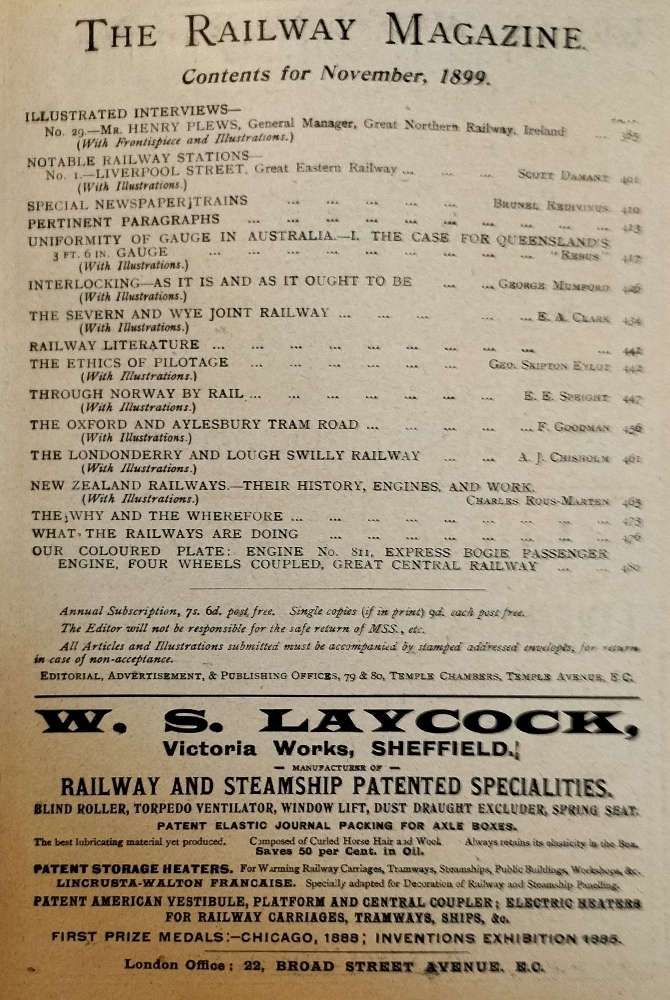 THE RAILWAY MAGAZINE.
Contents for November, 1899.
ILLUSTRATED INTERVIEWS—
No. 29.—MR. HENRY PLEWS, General Manager, Great Northern Railway, Ireland ... 385
(With Frontispiece and Illustrations.)
NOTABLE RAILWAY STATIONS—
No. 1.—LIVERPOOL STREET, Great Eastern Railway ... ... ... SCOTT DAMANT 401
(With Illustrations.)
SPECIAL NEWSPAPER TRAINS ... ... ... ... BRUNEL REDIVIVUS 410
PERTINENT PARAGRAPHS ... ... ... ... ... ... ... ... ... 413
UNIFORMITY OF GAUGE IN AUSTRALIA.—I. THE CASE FOR QUEENSLAND'S
3 FT. 6 IN. GAUGE ... ... ... ... ... ... ... ... "REBUS" 417
(With Illustrations.)
INTERLOCKING—AS IT IS AND AS IT OUGHT TO BE ... ... GEORGE MUMFORD 426
(With Illustrations.)
THE SEVERN AND WYE JOINT RAILWAY ... ... ... ... ... E. A. CLARK 434
(With Illustrations.)
RAILWAY LITERATURE ... ... ... ... ... ... ... ... ... ... 441
THE ETHICS OF PILOTAGE ... ... ... ... ... GEO. SKIPTON 442
(With Illustrations.)
THROUGH NORWAY BY RAIL ... ... ... ... ... ... E. E. SPEIGHT 447
(With Illustrations.)
THE OXFORD AND AYLESBURY TRAM ROAD ... ... ... ... F. GOODMAN 456
(With Illustrations.)
THE LONDONDERRY AND LOUGH SWILLY RAILWAY ... ... A. J. CHISHOLM 461
(With Illustrations.)
NEW ZEALAND RAILWAYS.—THEIR HISTORY, ENGINES, AND WORK.
(With Illustrations.) CHARLES ROUS-MARTEN 465
THE WHY AND THE WHEREFORE ... ... ... ... ... ... ... ... 473
WHAT THE RAILWAYS ARE DOING ... ... ... ... ... ... ... ... 476
OUR COLOURED PLATE: ENGINE No. 811, EXPRESS BOGIE PASSENGER
ENGINE, FOUR WHEELS COUPLED, GREAT CENTRAL RAILWAY ... ... 480
Annual Subscription, 7s. 6d. post free. Single copies (if in print) 9d. each post free.
The Editor will not be responsible for the safe return of MSS., etc.
All Articles and Illustrations submitted must be accompanied by stamped addressed envelopes, for return
in case of non-acceptance.
EDITORIAL, ADVERTISEMENT, & PUBLISHING OFFICES, 79 & 80, TEMPLE CHAMBERS, TEMPLE AVENUE, E.C.
W. S. LAYCOCK,
Victoria Works, SHEFFIELD.
— MANUFACTURER OF —
RAILWAY AND STEAMSHIP PATENTED SPECIALITIES.
BLIND ROLLER, TORPEDO VENTILATOR, WINDOW LIFT, DUST DRAUGHT EXCLUDER, SPRING SEAT.
PATENT ELASTIC JOURNAL PACKING FOR AXLE BOXES.
The best lubricating material yet produced. Composed of Curled Horse Hair and Wool. Always retains its elasticity in the Box.
Saves 50 per Cent. in Oil.
PATENT STORAGE HEATERS. For Warming Railway Carriages, Tramways, Steamships, Public Buildings, Workshops, &c.
LINCRUSTA-WALTON FRANCAISE. Specially adapted for Decoration of Railway and Steamship Panelling.
PATENT AMERICAN VESTIBULE, PLATFORM AND CENTRAL COUPLER; ELECTRIC HEATERS
FOR RAILWAY CARRIAGES, TRAMWAYS, SHIPS, &c.
FIRST PRIZE MEDALS:—CHICAGO, 1888; INVENTIONS EXHIBITION 1885.
London Office: 22, BROAD STREET AVENUE, E.C.